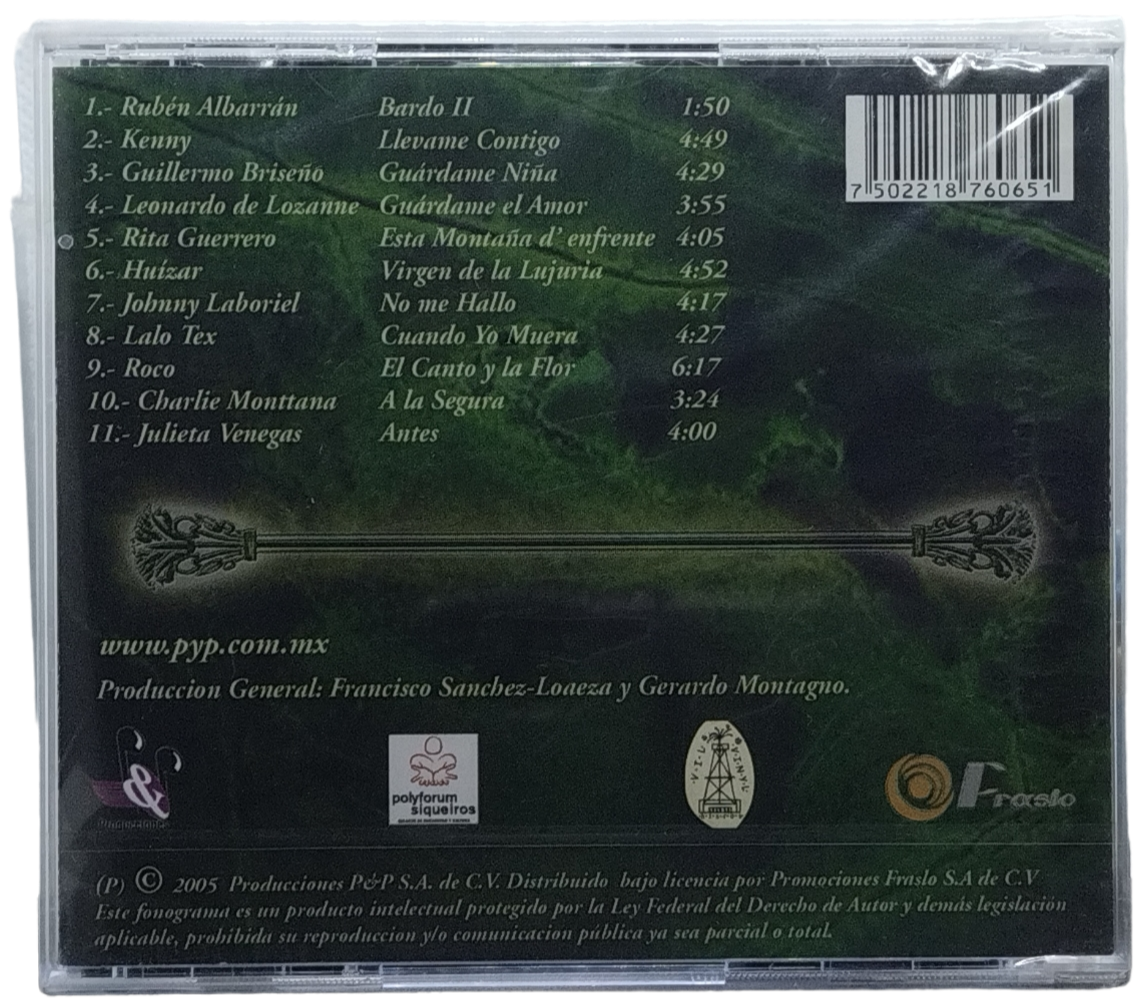 1.- Rubén Albarrán Bardo II 1:50
2.- Kenny Llevame Contigo 4:49
3.- Guillermo Briseño Guárdame Niña 4:29
4.- Leonardo de Lozanne Guárdame el Amor 3:55
5.- Rita Guerrero Esta Montaña d' enfrente 4:05
6.- Huízar Virgen de la Lujuria 4:52
7.- Johnny Laboriel No me Hallo 4:17
8.- Lalo Tex Cuando Yo Muera 4:27
9.- Roco El Canto y la Flor 6:17
10.- Charlie Monttana A la Segura 3:24
11.- Julieta Venegas Antes 4:00
7 502218 760651
www.pyp.com.mx
Produccion General: Francisco Sanchez-Loaeza y Gerardo Montagno.
&
Producciones
polyforum
siqueiros
Fraslo
(P) © 2005 Producciones P&P S.A. de C.V. Distribuido bajo licencia por Promociones Fraslo S.A de C.V
Este fonograma es un producto intelectual protegido por la Ley Federal del Derecho de Autor y demás legislación
aplicable, prohibida su reproduccion y/o comunicacion pública ya sea parcial o total.